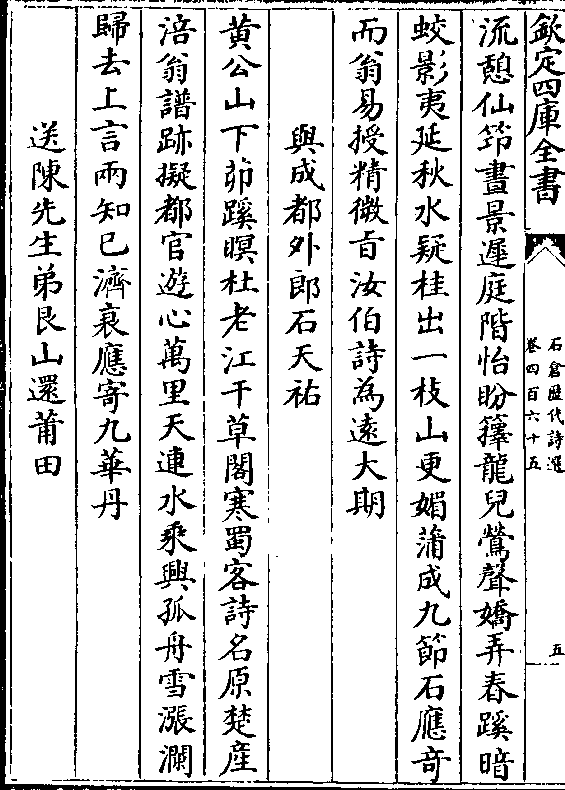 欽定四庫全書
石倉歷代詩選
卷四百六十五
五
流憩仙笻晝景遲庭階怡盼籜龍兒鶯聲嬌弄春蹊暗
蛟影夷延秋水疑桂出一枝山更媚蒲成九節石應竒
而翁易授精微㫖汝伯詩為逺大期
與成都外郎石天祐
黄公山下茆蹊暝杜老江干草閣寒蜀客詩名原楚産
涪翁譜跡擬都官遊心萬里天連水乘興孤舟雪漲瀾
歸去上言兩知已濟衰應寄九華丹
送陳先生弟艮山還莆田